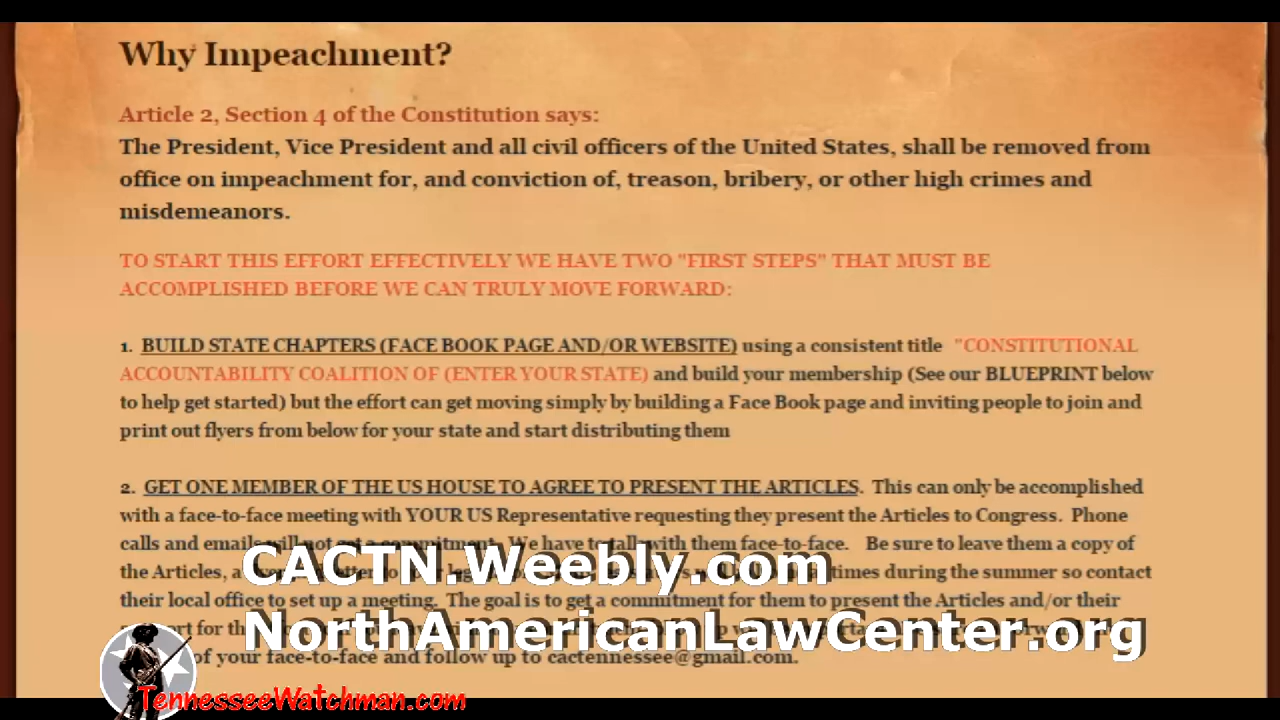 Why Impeachment?
Article 2, Section 4 of the Constitution says:
The President, Vice President and all civil officers of the United States, shall be removed from
office on impeachment for, and conviction of, treason, bribery, or other high crimes and
misdemeanors.
TO START THIS EFFORT EFFECTIVELY WE HAVE TWO "FIRST STEPS" THAT MUST BE
ACCOMPLISHED BEFORE WE CAN TRULY MOVE FORWARD:
1. BUILD STATE CHAPTERS (FACE BOOK PAGE AND/OR WEBSITE) using a consistent title "CONSTITUTIONAL
ACCOUNTABILITY COALITION OF (ENTER YOUR STATE) and build your membership (See our BLUEPRINT below
to help get started) but the effort can get moving simply by building a Face Book page and inviting people to join and
print out flyers from below for your state and start distributing them
2. GET ONE MEMBER OF THE US HOUSE TO AGREE TO PRESENT THE ARTICLES. This can only be accomplished
with a face-to-face meeting with YOUR US Representative requesting they present the Articles to Congress. Phone
calls and emails will not get a commitment. We have to talk with them face-to-face. Be sure to leave them a copy of
the Articles, times during the summer so contact
their local office to set up a meeting. The goal is to get a commitment for them to present the Articles and/or their
for
of your face-to-face and follow up to cactennessee@gmail.com.
CACTN.Weebly.com
NorthAmericanLawCenter.org
TennesseeWatchman.com